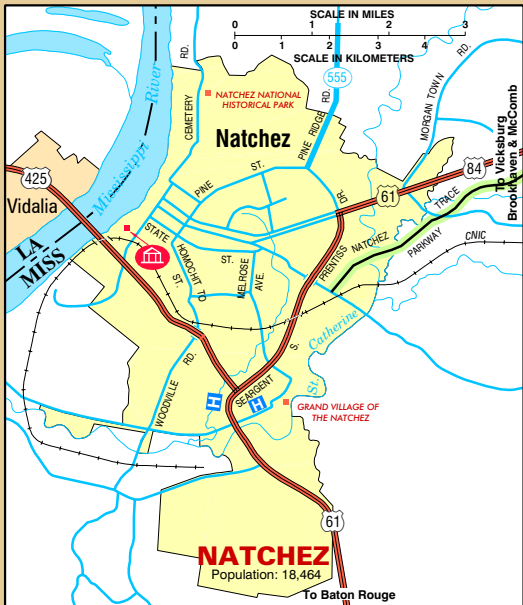 SCALE IN MILES
0 1 2 3
0 1 2 3 4
SCALE IN KILOMETERS
555
RD.
CEMETERY
NATCHEZ NATIONAL
HISTORICAL PARK
PINE RIDGE
RD.
MORGAN TOWN
RD.
To Vicksburg
Brookhaven & McComb
River
Mississippi
Natchez
425
Vidalia
PINE
ST.
DR.
61
84
LA
MISS
STATE
ST.
HOMOCHIT TO
ST.
MELROSE
AVE.
PRENTISS
NATCHEZ
TRACE
PARKWAY
CNIC
S.
St.
Catherine
WOODVILLE
RD.
H
H
SEARGENT
GRAND VILLAGE OF
THE NATCHEZ
61
NATCHEZ
Population: 18,464
To Baton Rouge